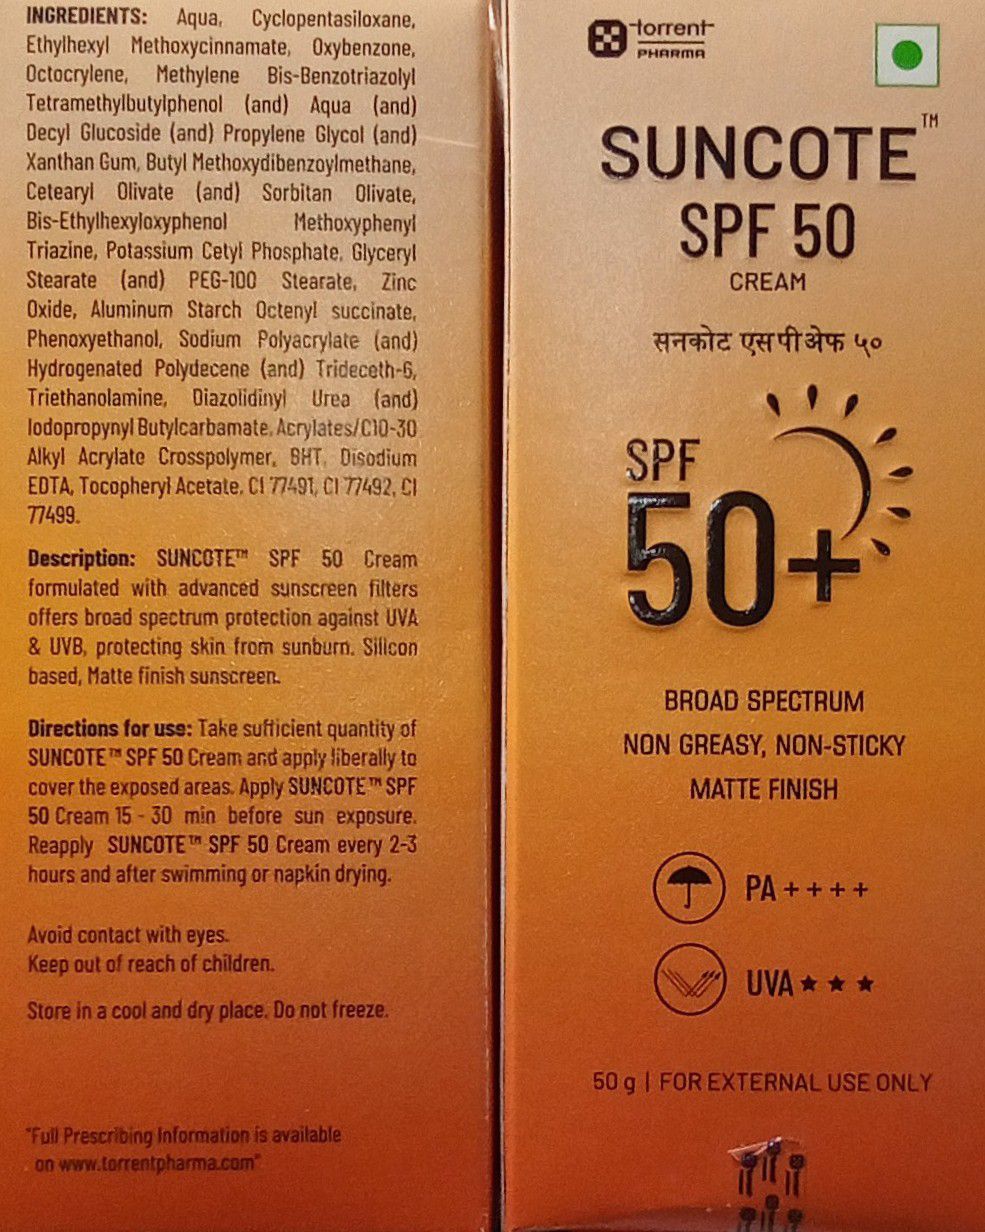 INGREDIENTS: Aqua, Cyclopentasiloxane,
Ethylhexyl Methoxycinnamate, Oxybenzone,
Octocrylene, Methylene Bis-Benzotriazolyl
Tetramethylbutylphenol (and) Aqua (and)
Decyl Glucoside (and) Propylene Glycol (and)
Xanthan Gum, Butyl Methoxydibenzoylmethane,
Cetearyl Olivate (and) Sorbitan Olivate,
Bis-Ethylhexyloxyphenol Methoxyphenyl
Triazine, Potassium Cetyl Phosphate, Glyceryl
Stearate (and) PEG-100 Stearate, Zinc
Oxide, Aluminum Starch Octenyl succinate,
Phenoxyethanol, Sodium Polyacrylate (and)
Hydrogenated Polydecene (and) Trideceth-6,
Triethanolamine, Diazolidinyl Urea (and)
Iodopropynyl Butylcarbamate, Acrylates/C10-30
Alkyl Acrylate Crosspolymer, BHT, Disodium
EDTA, Tocopheryl Acetate, CI 77491, CI 77492, CI
77499.
Description: SUNCOTE™ SPF 50 Cream
formulated with advanced sunscreen filters
offers broad spectrum protection against UVA
& UVB, protecting skin from sunburn. Silicon
based, Matte finish sunscreen.
Directions for use: Take sufficient quantity of
SUNCOTE™ SPF 50 Cream and apply liberally to
cover the exposed areas. Apply SUNCOTE™ SPF
50 Cream 15 - 30 min before sun exposure.
Reapply SUNCOTE™ SPF 50 Cream every 2-3
hours and after swimming or napkin drying.
Avoid contact with eyes.
Keep out of reach of children.
Store in a cool and dry place. Do not freeze.
"Full Prescribing Information is available
on www.torrentpharma.com"
torrent
PHARMA
SUNCOTE™
SPF 50
CREAM
सनकोट एस पी अेफ ५०
SPF
50+
BROAD SPECTRUM
NON GREASY, NON-STICKY
MATTE FINISH
PA++++
UVA★ ★ ★
50 g | FOR EXTERNAL USE ONLY